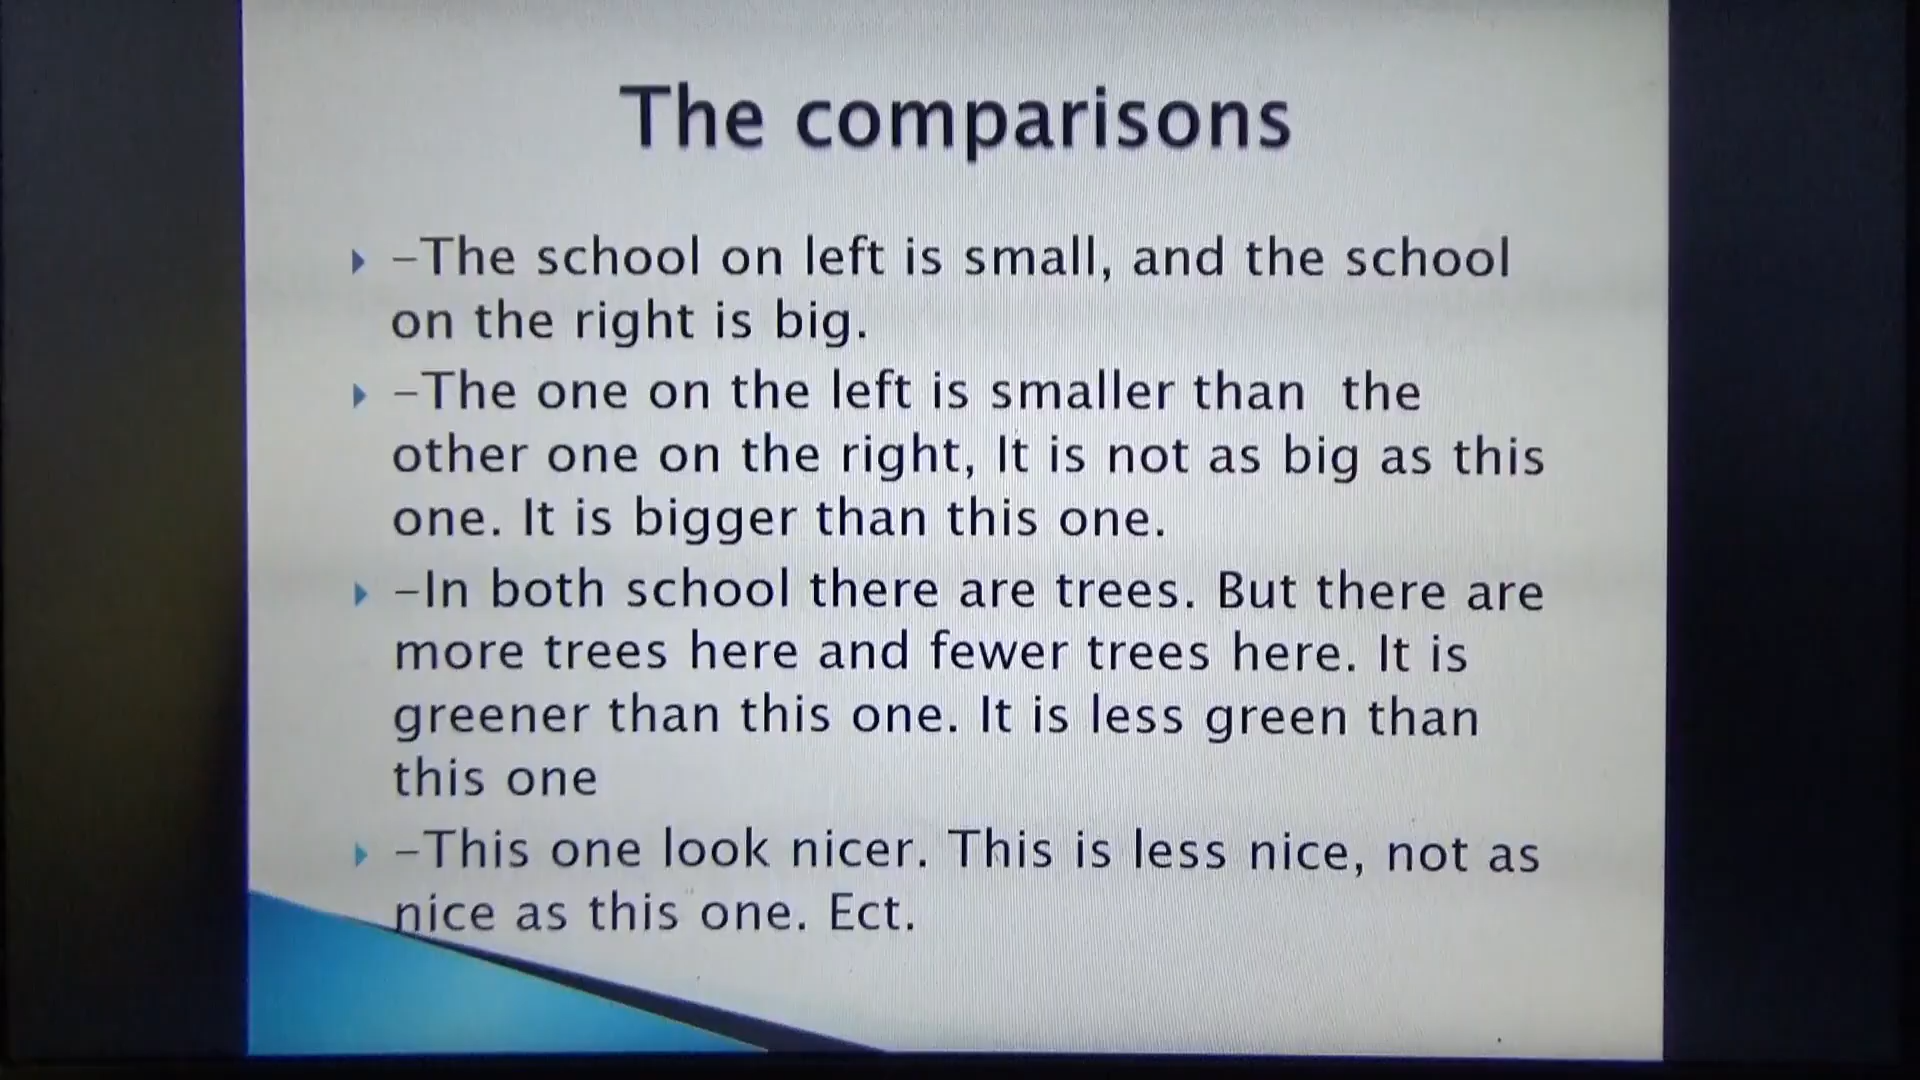 The comparisons
-The school on left is small, and the school
on the right is big.
-The one on the left is smaller than the
other one on the right, It is not as big as this
one. It is bigger than this one.
-In both school there are trees. But there are
more trees here and fewer trees here. It is
greener than this one. It is less green than
this one
-This one look nicer. This is less nice, not as
nice as this one. Ect.